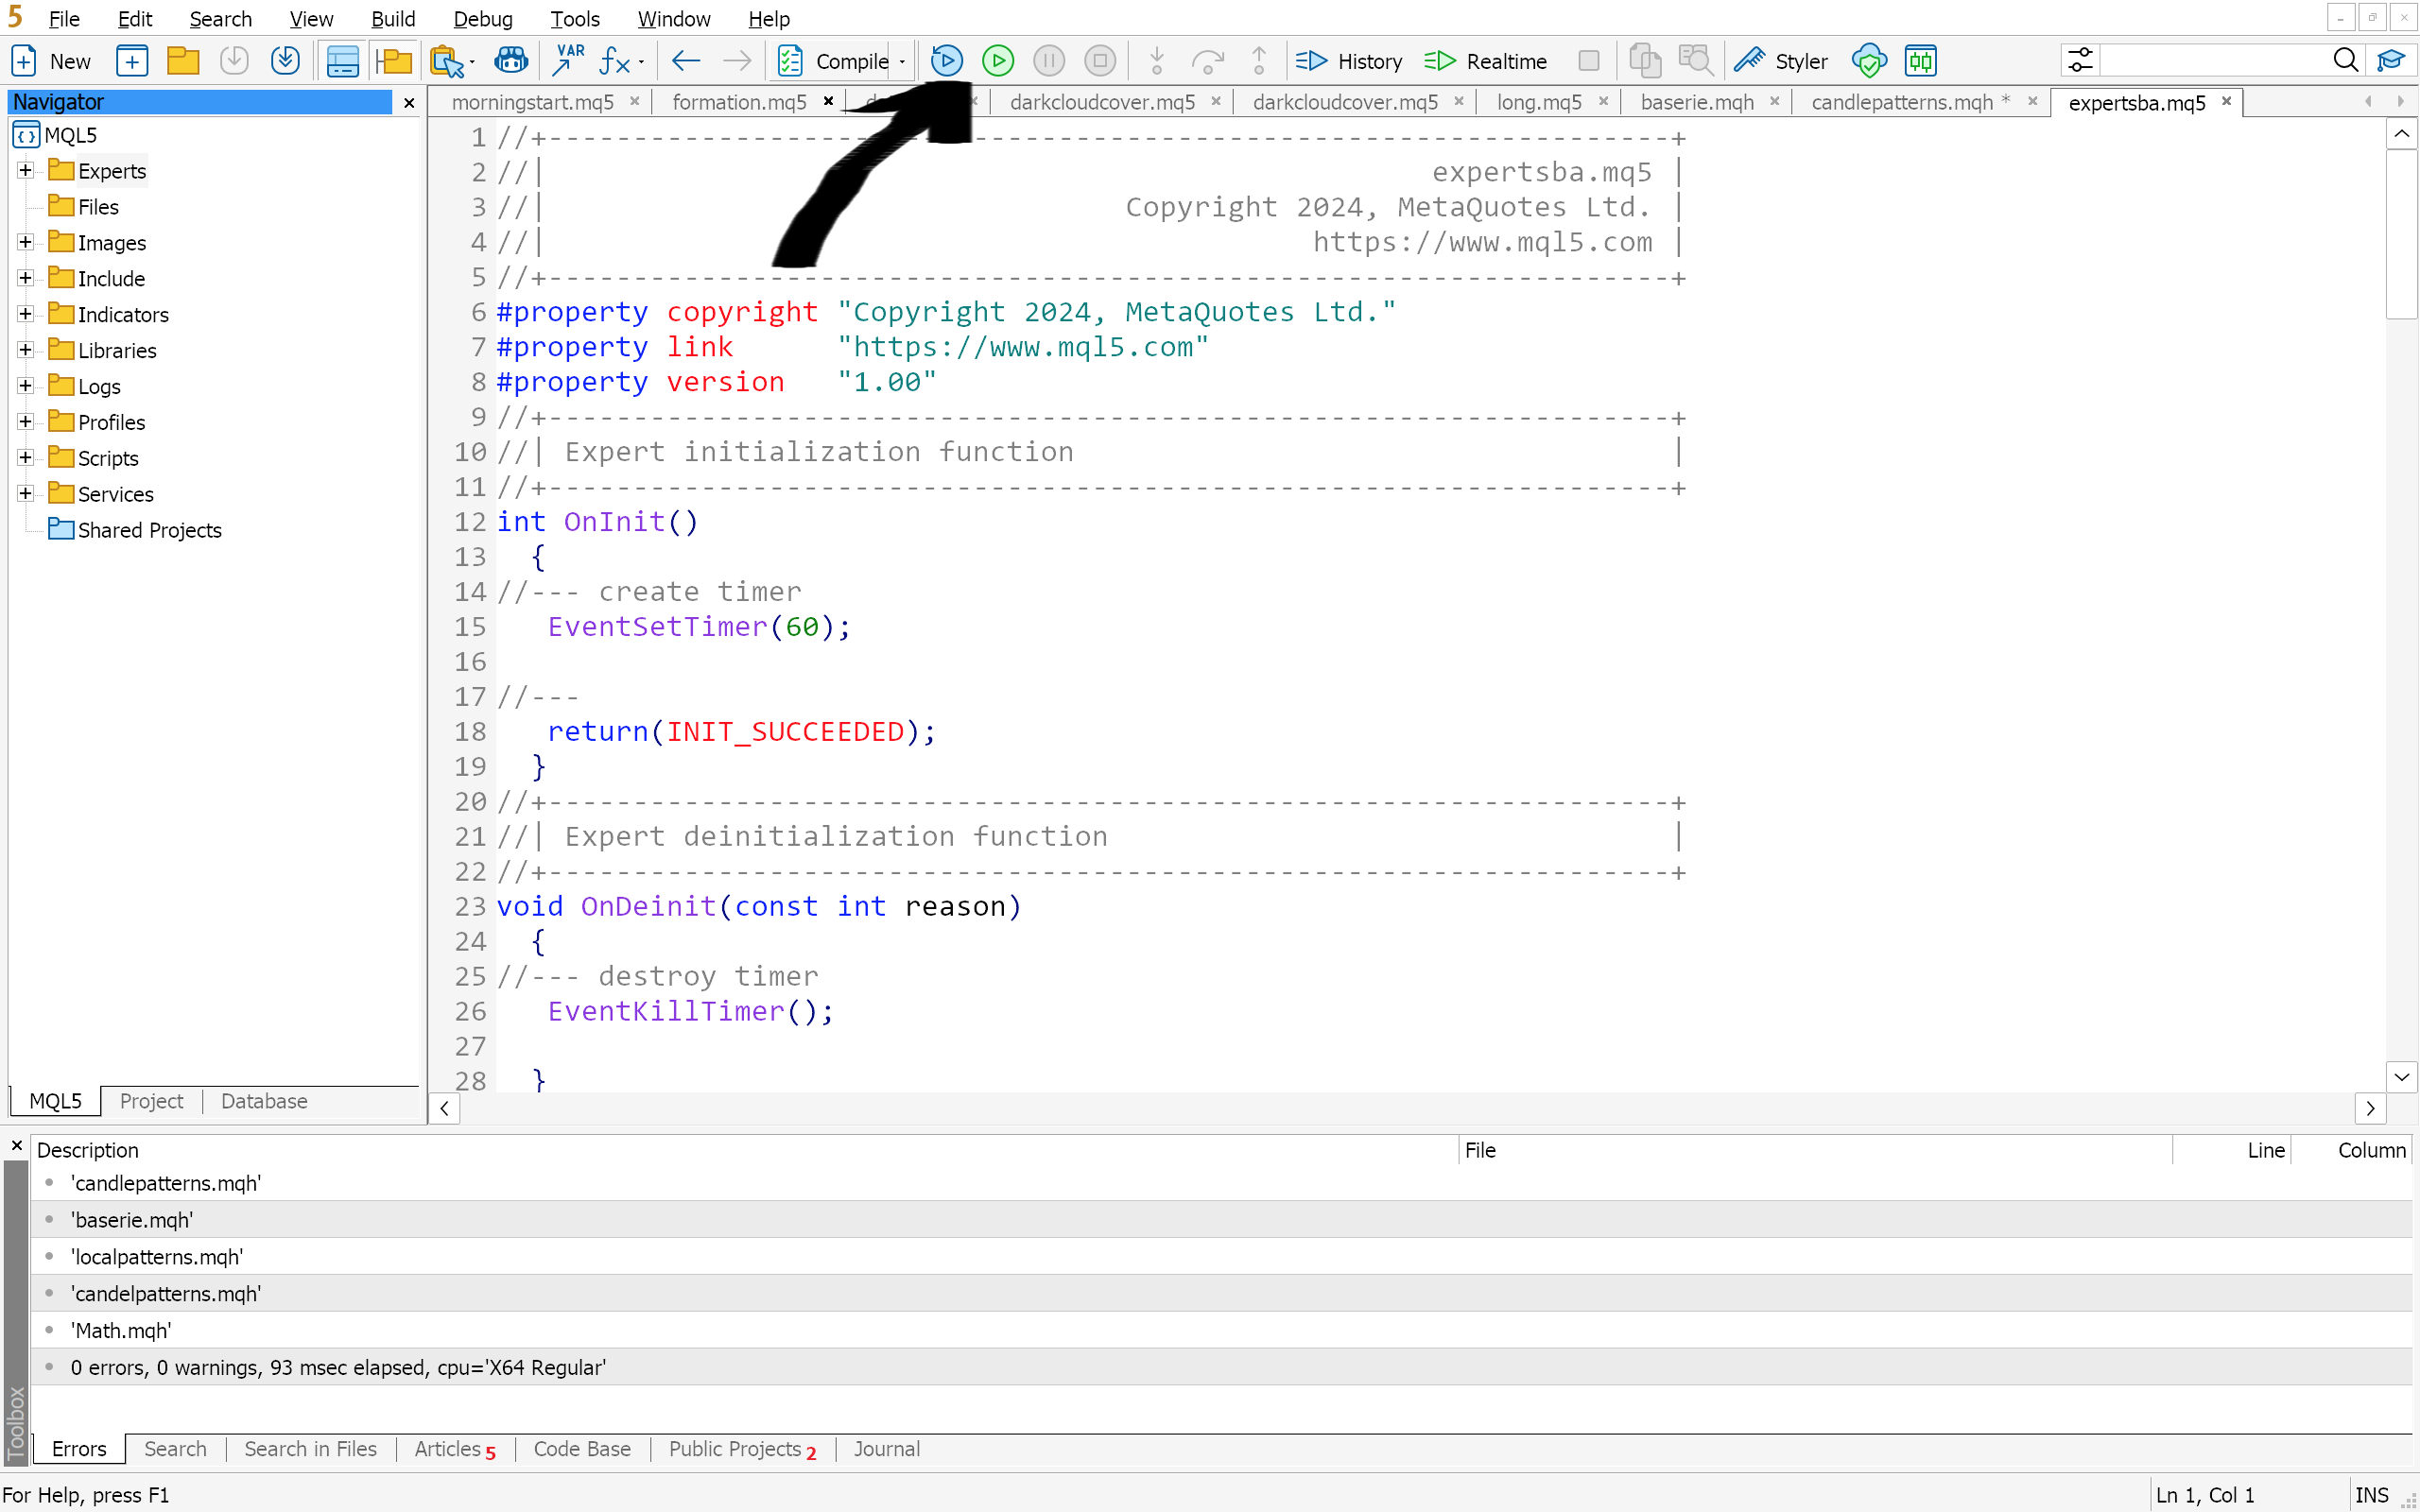 5 File Edit Search View Build Debug Tools Window Help
New VAR fx Compile History Realtime Styler
Navigator
morningstart.mq5 formation.mq5 darkcloudcover.mq5 darkcloudcover.mq5 long.mq5 baserie.mqh candlepatterns.mqh * expertsba.mq5
MQL5
Experts
Files
Images
Include
Indicators
Libraries
Logs
Profiles
Scripts
Services
Shared Projects
MQL5 Project Database
1 //+------------------------------------------------------------------+
2 //| expertsba.mq5 |
3 //| Copyright 2024, MetaQuotes Ltd. |
4 //| https://www.mql5.com |
5 //+------------------------------------------------------------------+
6 #property copyright "Copyright 2024, MetaQuotes Ltd."
7 #property link "https://www.mql5.com"
8 #property version "1.00"
9 //+------------------------------------------------------------------+
10 //| Expert initialization function |
11 //+------------------------------------------------------------------+
12 int OnInit()
13 {
14 //--- create timer
15 EventSetTimer(60);
16
17 //---
18 return(INIT_SUCCEEDED);
19 }
20 //+------------------------------------------------------------------+
21 //| Expert deinitialization function |
22 //+------------------------------------------------------------------+
23 void OnDeinit(const int reason)
24 {
25 //--- destroy timer
26 EventKillTimer();
27
28 }
Description File Line Column
'candlepatterns.mqh'
'baserie.mqh'
'localpatterns.mqh'
'candelpatterns.mqh'
'Math.mqh'
0 errors, 0 warnings, 93 msec elapsed, cpu='X64 Regular'
Toolbox
Errors Search Search in Files Articles 5 Code Base Public Projects 2 Journal
For Help, press F1 Ln 1, Col 1 INS